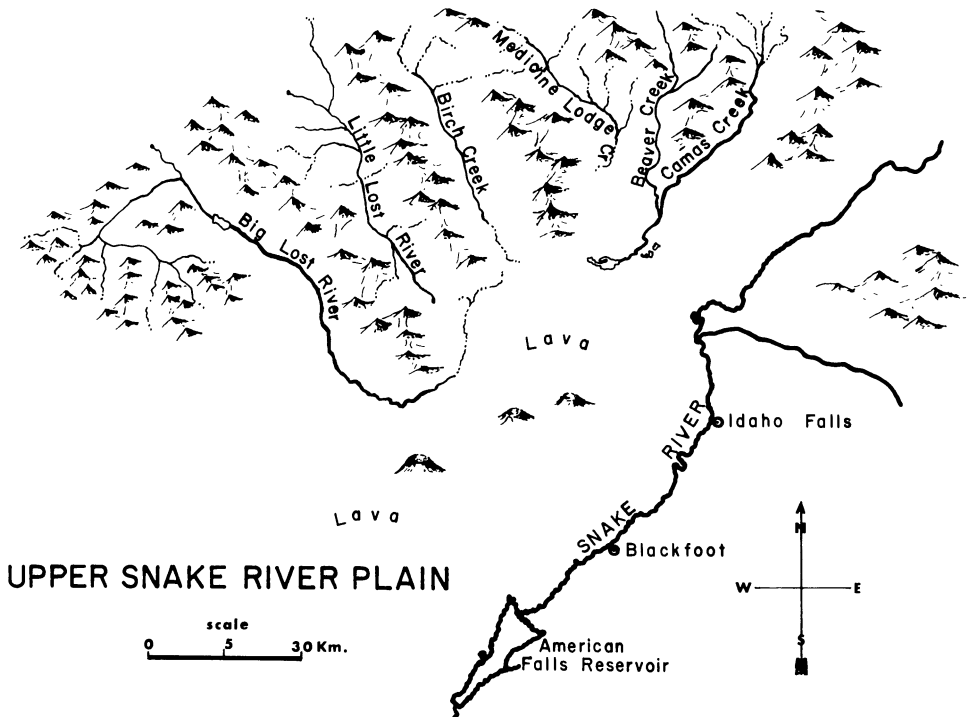 Medicine Lodge Cr.
Beaver Creek
Camas Creek
Birch Creek
Little Lost River
Big Lost River
Lava
SNAKE RIVER
Idaho Falls
Lava
Blackfoot
UPPER SNAKE RIVER PLAIN
N
W E
S
scale
0 5 30 Km.
American
Falls Reservoir